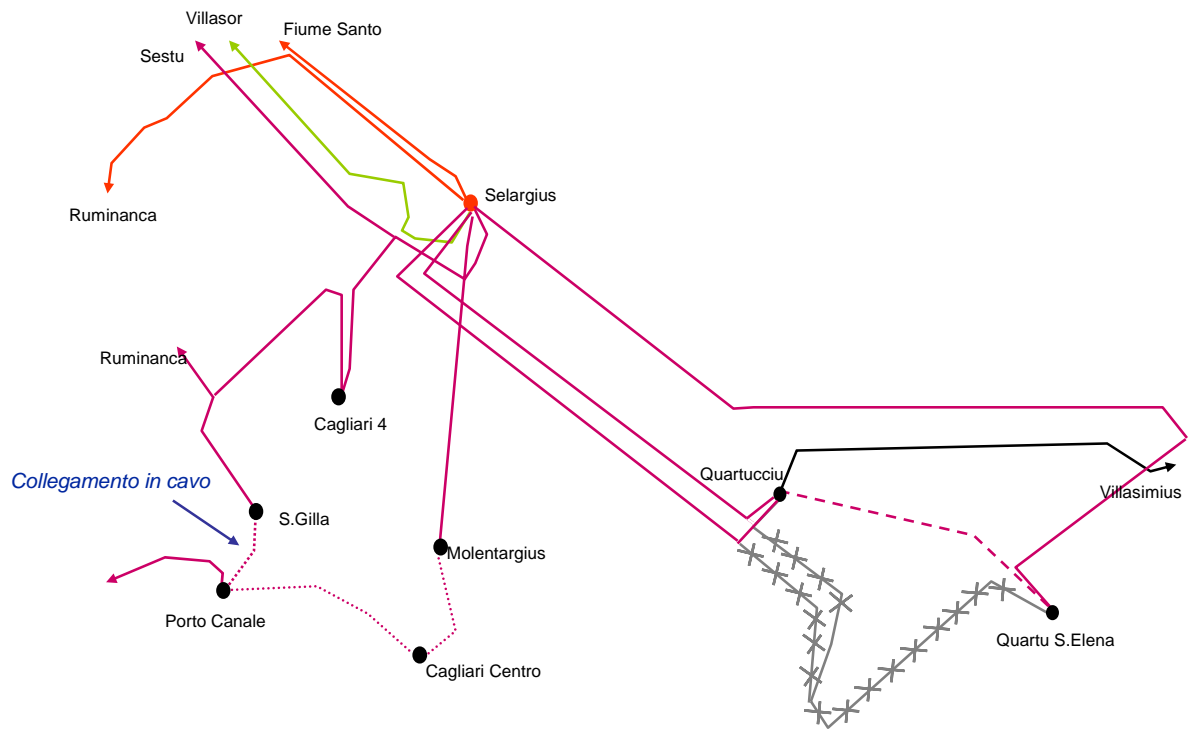 Villasor
Fiume Santo
Sestu
Selargius
Ruminanca
Ruminanca
Cagliari 4
Quartucciu
Collegamento in cavo
Villasimius
S.Gilla
Molentargius
Porto Canale
Quartu S.Elena
Cagliari Centro